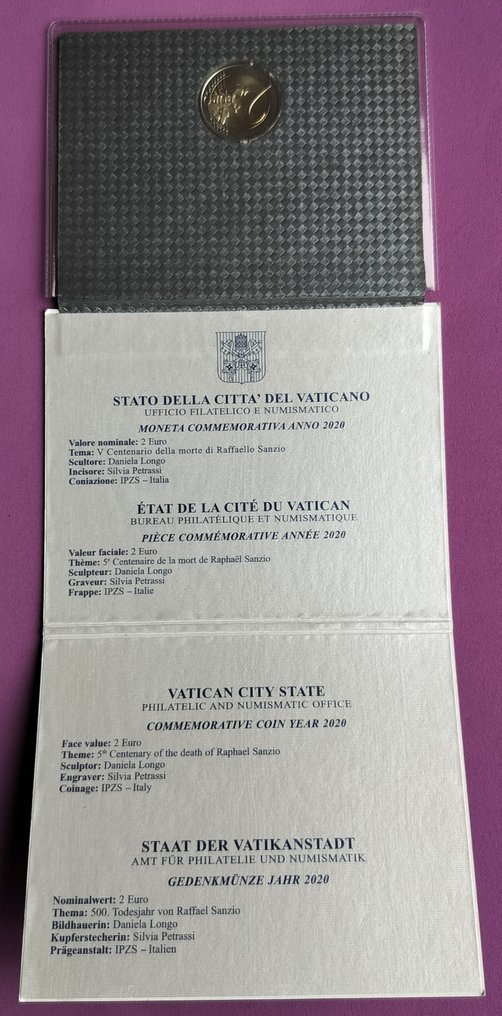 2
STATO DELLA CITTA' DEL VATICANO
UFFICIO FILATELICO E NUMISMATICO
MONETA COMMEMORATIVA ANNO 2020
Valore nominale: 2 Euro
Tema: V Centenario della morte di Raffaello Sanzio
Scultore: Daniela Longo
Incisore: Silvia Petrassi
Coniazione: IPZS – Italia
ÉTAT DE LA CITÉ DU VATICAN
BUREAU PHILATÉLIQUE ET NUMISMATIQUE
PIÈCE COMMÉMORATIVE ANNÉE 2020
Valeur faciale: 2 Euro
Thème: 5e Centenaire de la mort de Raphaël Sanzio
Sculpteur: Daniela Longo
Graveur: Silvia Petrassi
Frappe: IPZS – Italie
VATICAN CITY STATE
PHILATELIC AND NUMISMATIC OFFICE
COMMEMORATIVE COIN YEAR 2020
Face value: 2 Euro
Theme: 5th Centenary of the death of Raphael Sanzio
Sculptor: Daniela Longo
Engraver: Silvia Petrassi
Coinage: IPZS – Italy
STAAT DER VATIKANSTADT
AMT FÜR PHILATELIE UND NUMISMATIK
GEDENKMÜNZE JAHR 2020
Nominalwert: 2 Euro
Thema: 500. Todesjahr von Raffael Sanzio
Bildhauerin: Daniela Longo
Kupferstecherin: Silvia Petrassi
Prägeanstalt: IPZS – Italien